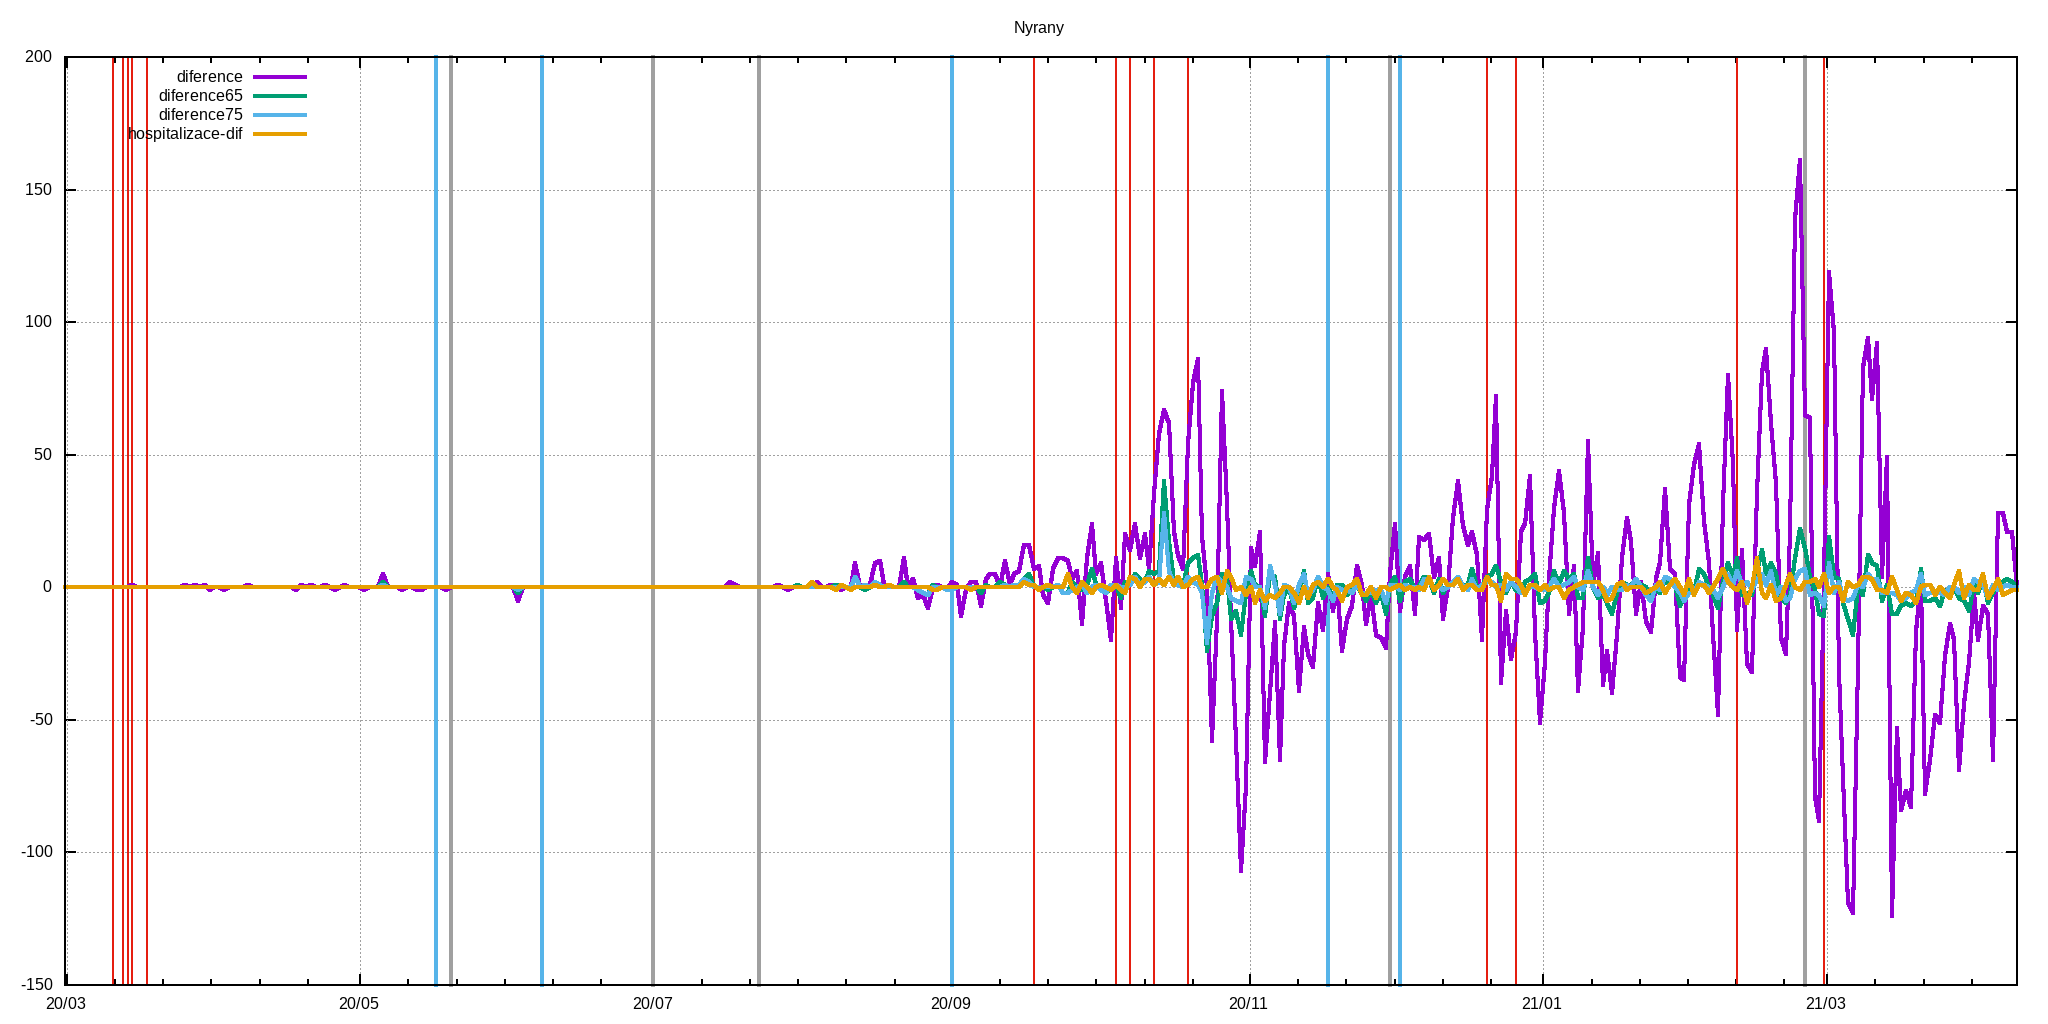 Nyrany
200
diference
diference65
diference75
hospitalizace-dif
150
100
50
0
-50
-100
-150
20/03 20/05 20/07 20/09 20/11 21/01 21/03